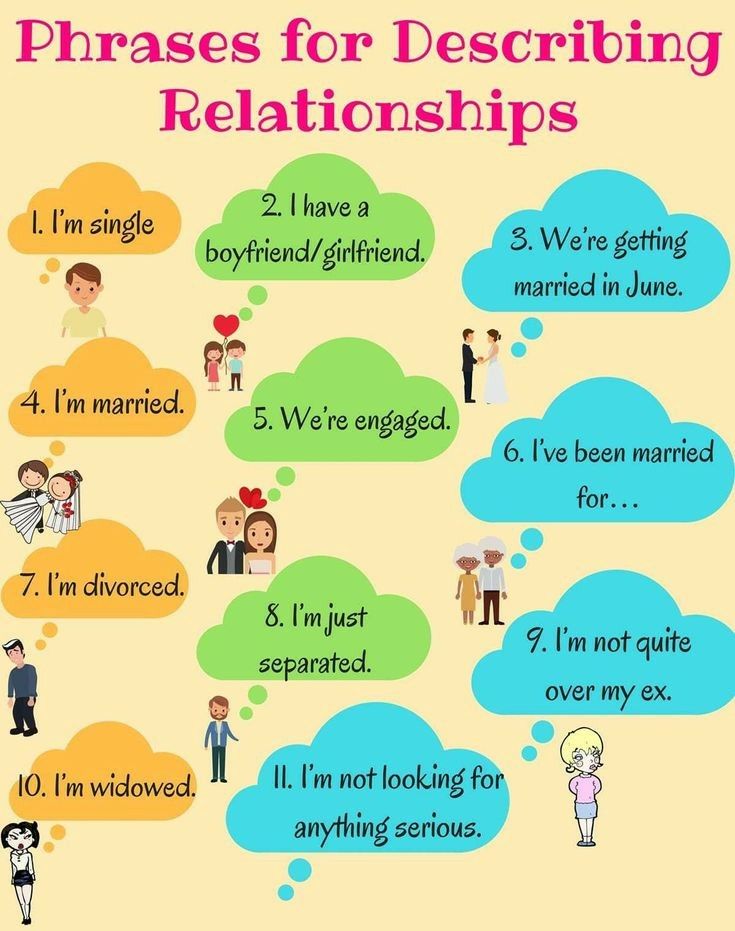 Phrases for Describing
Relationships
1. I'm single
2. I have a
boyfriend/girlfriend.
3. We're getting
married in June.
4. I'm married.
5. We're engaged.
6. I've been married
for...
7. I'm divorced.
8. I'm just
separated.
9. I'm not quite
over my ex.
10. I'm widowed.
11. I'm not looking for
anything serious.